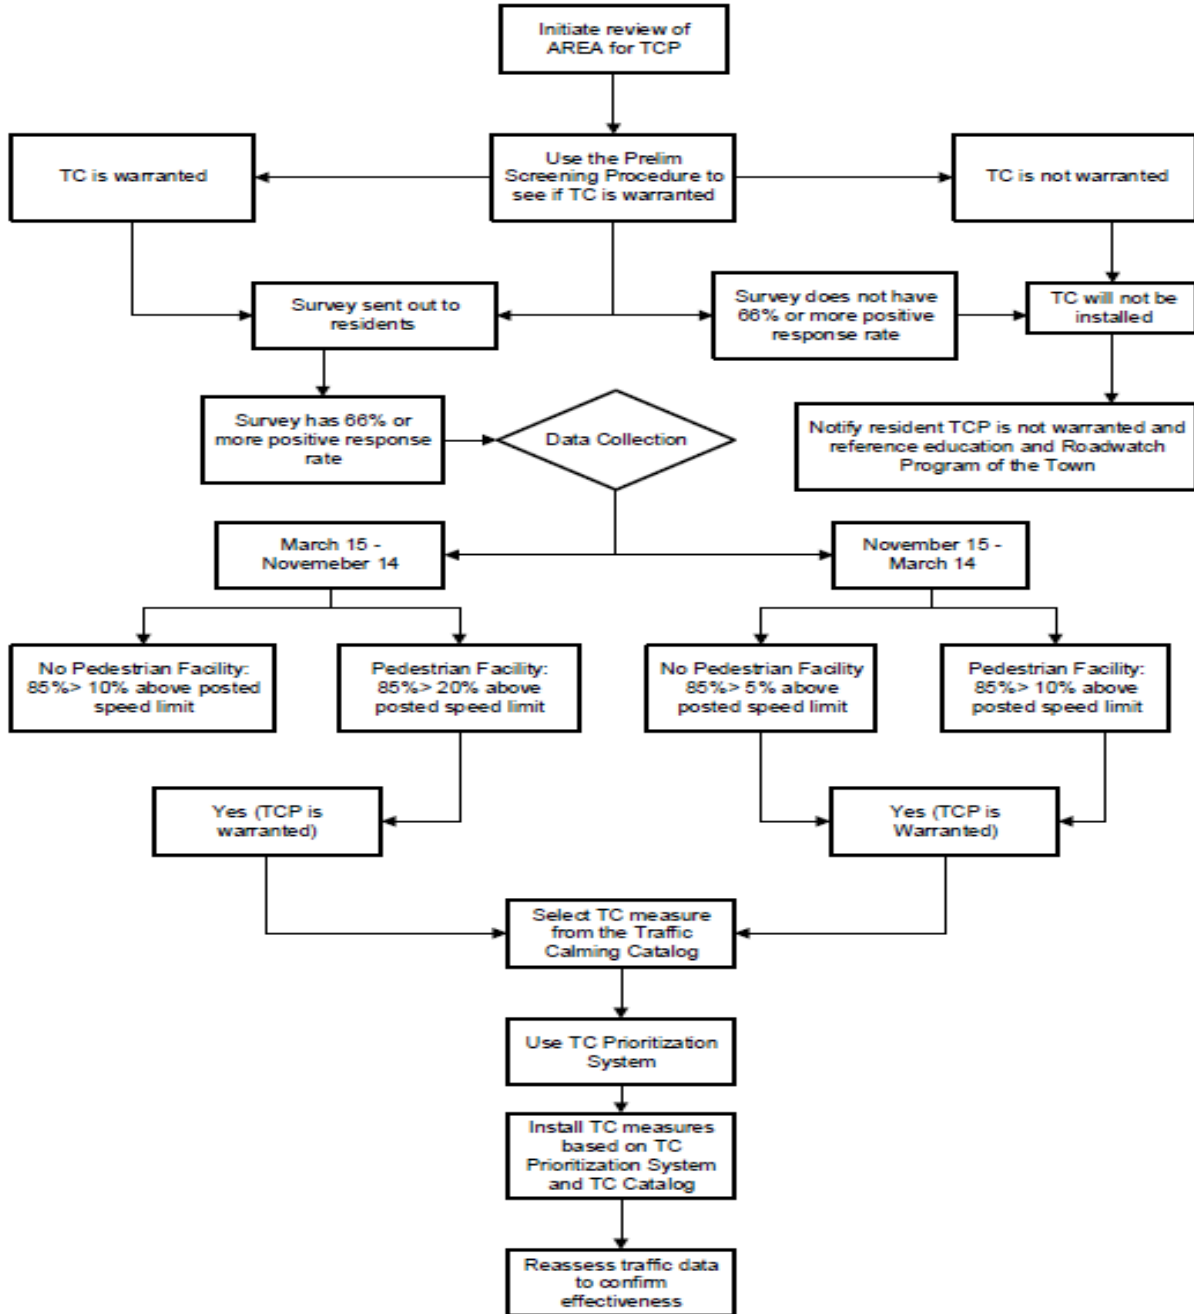 Initiate review of
AREA for TCP
TC is warranted
Use the Prelim
Screening Procedure to
see if TC is warranted
TC is not warranted
Survey sent out to
residents
Survey does not have
66% or more positive
response rate
TC will not be
installed
Survey has 66% or
more positive response
rate
Data Collection
Notify resident TCP is not warranted and
reference education and Roadwatch
Program of the Town
March 15 -
Novemeber 14
November 15 -
March 14
No Pedestrian Facility:
85%> 10% above posted
speed limit
Pedestrian Facility:
85%> 20% above
posted speed limit
No Pedestrian Facility
85%> 5% above
posted speed limit
Pedestrian Facility:
85%> 10% above
posted speed limit
Yes (TCP is
warranted)
Yes (TCP is
Warranted)
Select TC measure
from the Traffic
Calming Catalog
Use TC Prioritization
System
Install TC measures
based on TC
Prioritization System
and TC Catalog
Reassess traffic data
to confirm
effectiveness